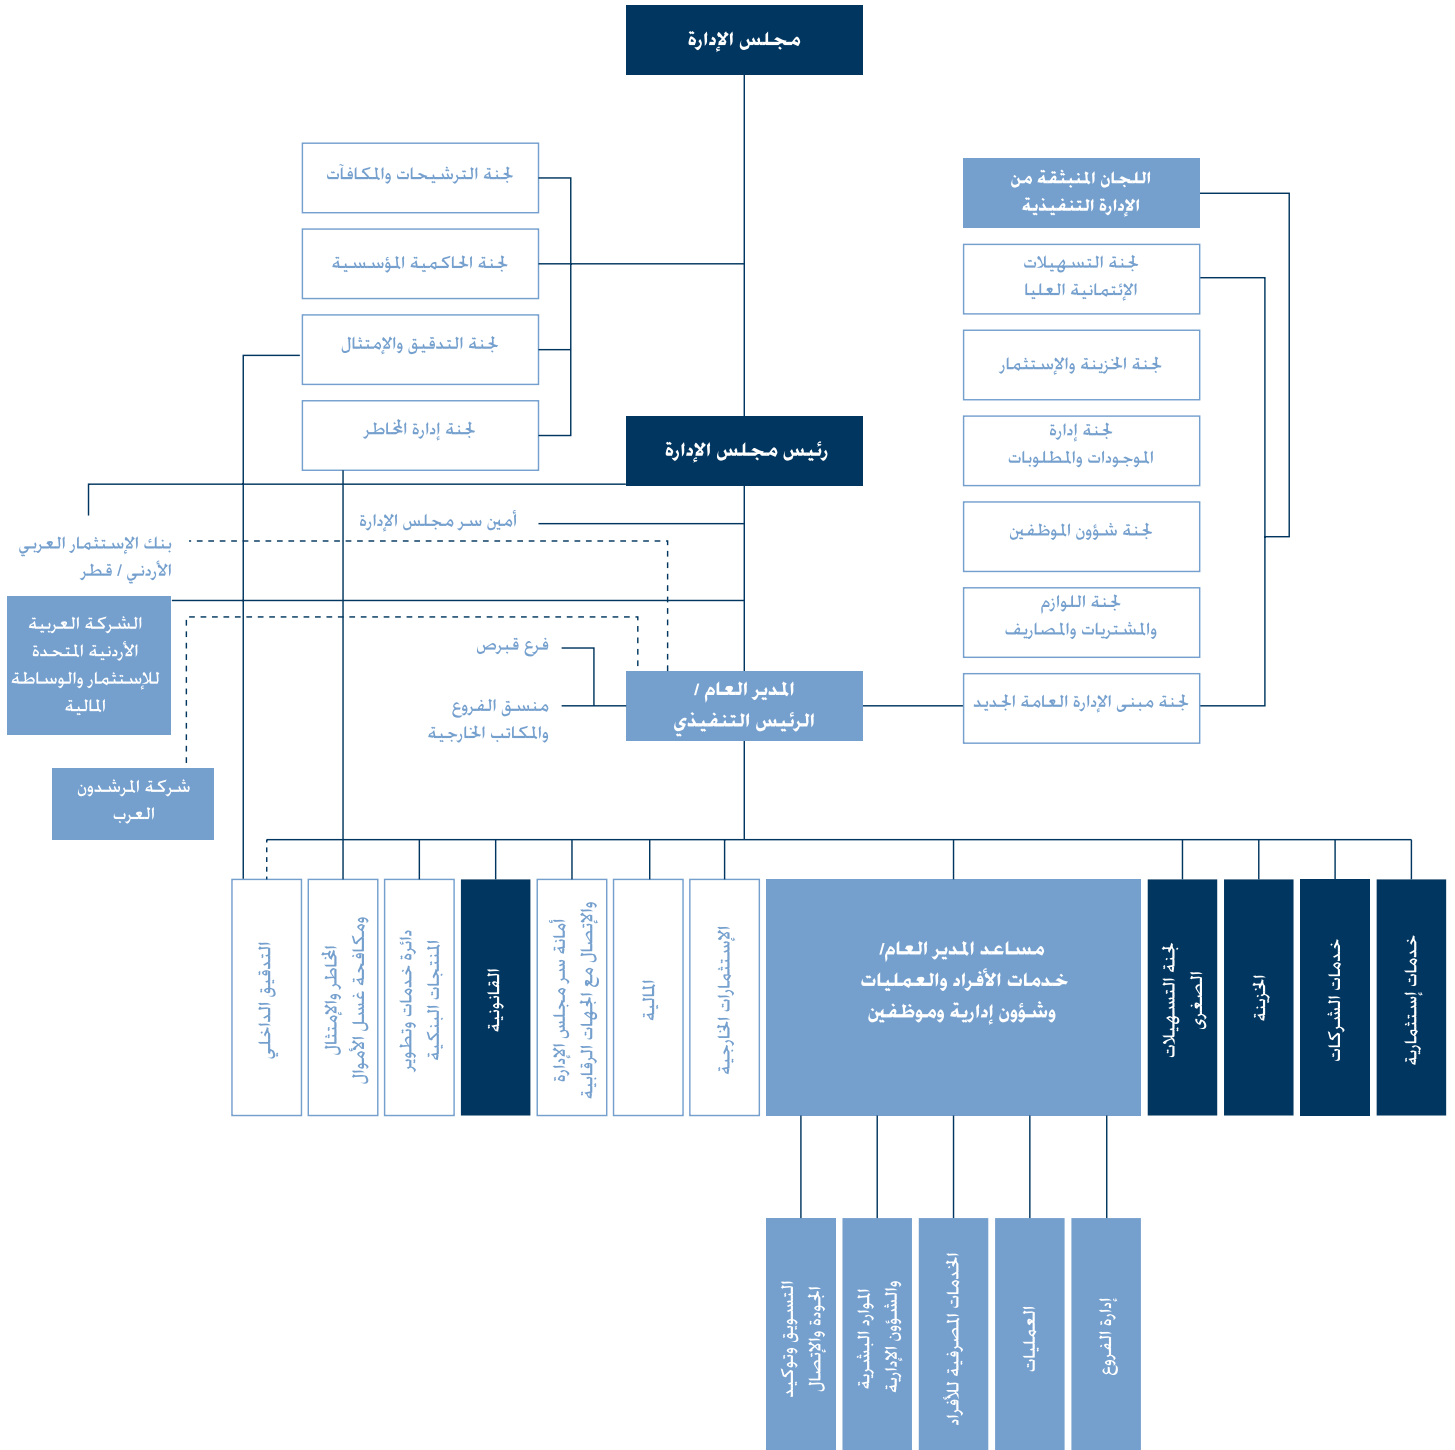 مجلس الإدارة
اللجان المنبثقة من
الإدارة التنفيذية
لجنة التسهيلات
الإئتمانية العليا
لجنة الخزينة والإستثمار
لجنة إدارة
الموجودات والمطلوبات
لجنة شؤون الموظفين
لجنة اللوازم
والمشتريات والمصاريف
لجنة مبنى الإدارة العامة الجديد
لجنة الترشيحات والمكافآت
لجنة الحاكمية المؤسسية
لجنة التدقيق والإمتثال
لجنة إدارة المخاطر
رئيس مجلس الإدارة
أمين سر مجلس الإدارة
بنك الإستثمار العربي
الأردني / قطر
الشركة العربية
الأردنية المتحدة
للإستثمار والوساطة
المالية
شركة المرشدون
العرب
فرع قبرص
منسق الفروع
والمكاتب الخارجية
المدير العام /
الرئيس التنفيذي
خدمات إستثمارية
خدمات الشركات
الخزينة
لجنة التسهيلات
الصغرى
مساعد المدير العام/
خدمات الأفراد والعمليات
وشؤون إدارية وموظفين
الإستثمارات الخارجية
المالية
أمانة سر مجلس الإدارة
والإتصال مع الجهات الرقابية
القانونية
دائرة خدمات وتطوير
المنتجات البنكية
المخاطر والإمتثال
ومكافحة غسل الأموال
التدقيق الداخلي
إدارة الفروع
العمليات
الخدمات المصرفية للأفراد
الموارد البشرية
والشؤون الإدارية
التسويق وتوكيد
الجودة والإتصال